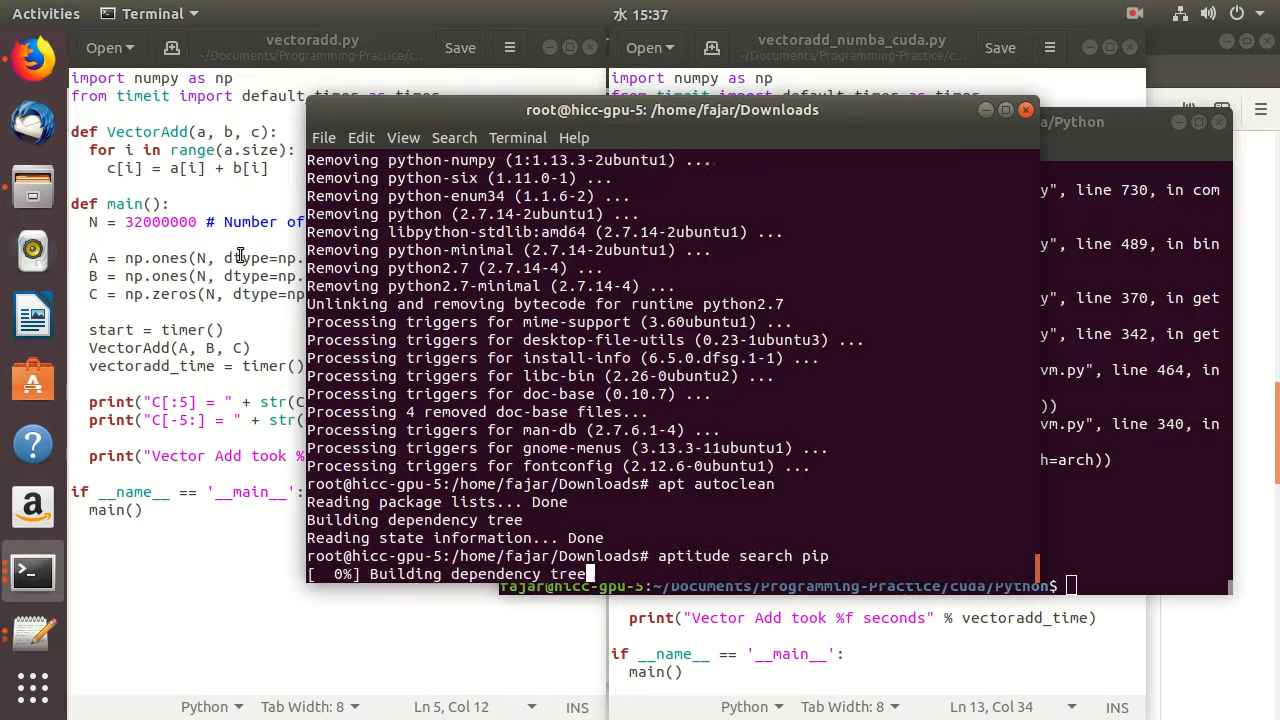 Activities
Terminal
水 15:37
Open
vectoradd.py
~/Documents/Programming-Practice/c...
Save
import numpy as np
from timeit import default_timer as timer
def VectorAdd(a, b, c):
for i in range(a.size):
c[i] = a[i] + b[i]
def main():
N = 32000000 # Number of
A = np.ones(N, dtype=np.
B = np.ones(N, dtype=np.
C = np.zeros(N, dtype=np
start = timer()
VectorAdd(A, B, C)
vectoradd_time = timer()
print("C[:5] = " + str(C
print("C[-5:] = " + str(
print("Vector Add took %
if __name__ == '__main__':
main()
Python
Tab Width: 8
Ln 5, Col 12
INS
Open
vectoradd_numba_cuda.py
~/Documents/Programming-Practice/c...
Save
import numpy as np
from timeit import default_timer as timer
root@hicc-gpu-5: /home/fajar/Downloads
File Edit View Search Terminal Help
Removing python-numpy (1:1.13.3-2ubuntu1) ...
Removing python-six (1.11.0-1) ...
Removing python-enum34 (1.1.6-2) ...
Removing python (2.7.14-2ubuntu1) ...
Removing libpython-stdlib:amd64 (2.7.14-2ubuntu1) ...
Removing python-minimal (2.7.14-2ubuntu1) ...
Removing python2.7 (2.7.14-4) ...
Removing python2.7-minimal (2.7.14-4) ...
Unlinking and removing bytecode for runtime python2.7
Processing triggers for mime-support (3.60ubuntu1) ...
Processing triggers for desktop-file-utils (0.23-1ubuntu3) ...
Processing triggers for install-info (6.5.0.dfsg.1-1) ...
Processing triggers for libc-bin (2.26-0ubuntu2) ...
Processing triggers for doc-base (0.10.7) ...
Processing 4 removed doc-base files...
Processing triggers for man-db (2.7.6.1-4) ...
Processing triggers for gnome-menus (3.13.3-11ubuntu1) ...
Processing triggers for fontconfig (2.12.6-0ubuntu1) ...
root@hicc-gpu-5:/home/fajar/Downloads# apt autoclean
Reading package lists... Done
Building dependency tree
Reading state information... Done
root@hicc-gpu-5:/home/fajar/Downloads# aptitude search pip
[  0%] Building dependency tree
a/Python
y", line 730, in com
y", line 489, in bin
y", line 370, in get
y", line 342, in get
vm.py", line 464, in
))
vm.py", line 340, in
h=arch))
fajar@hicc-gpu-5:~/Documents/Programming-Practice/cuda/Python$
print("Vector Add took %f seconds" % vectoradd_time)
if __name__ == '__main__':
main()
Python
Tab Width: 8
Ln 13, Col 34
INS